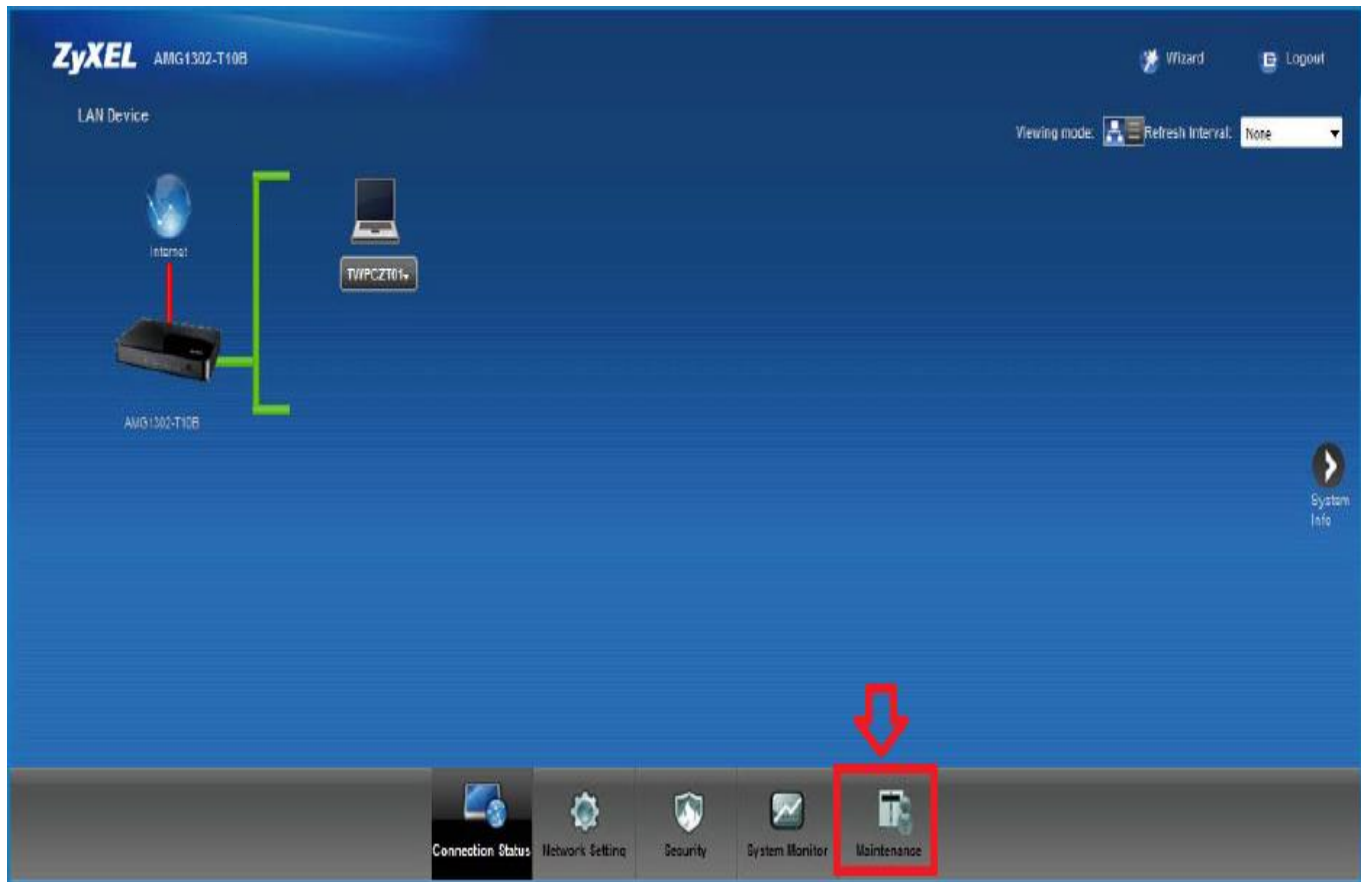 ZyXEL AMG1302-T10B
Wizard
Logout
LAN Device
Viewing mode:
Refresh Interval:
None
Internet
TWPCZT01
AMG1302-T10B
System
Info
Connection Status
Network Setting
Security
System Monitor
Maintenance